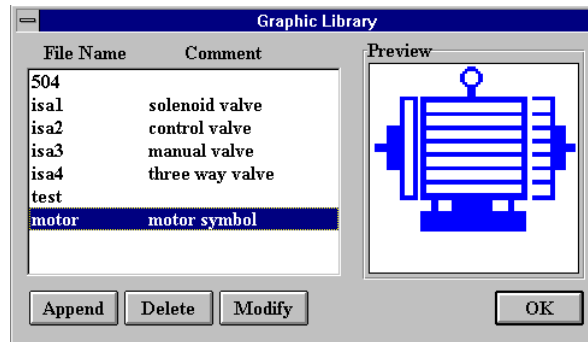 Graphic Library
File Name Comment
Preview
504
isa1 solenoid valve
isa2 control valve
isa3 manual valve
isa4 three way valve
test
motor motor symbol
Append Delete Modify OK